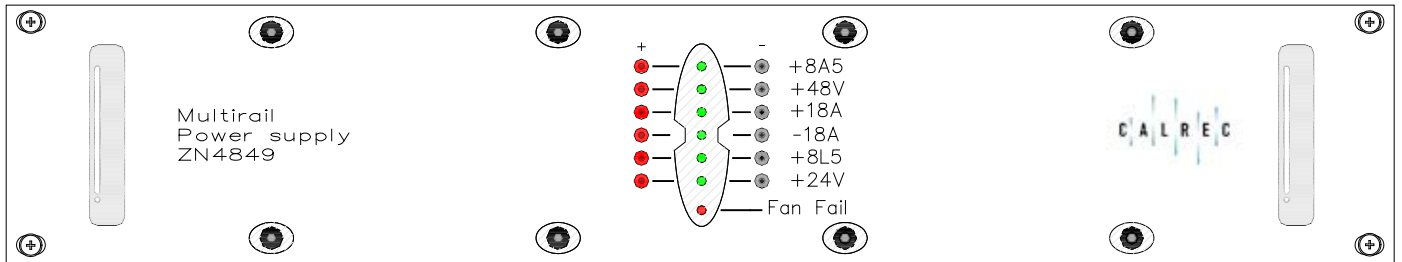 Multirail
Power supply
ZN4849
+ -
+8A5
+48V
+18A
-18A
+8L5
+24V
Fan Fail
CALREC